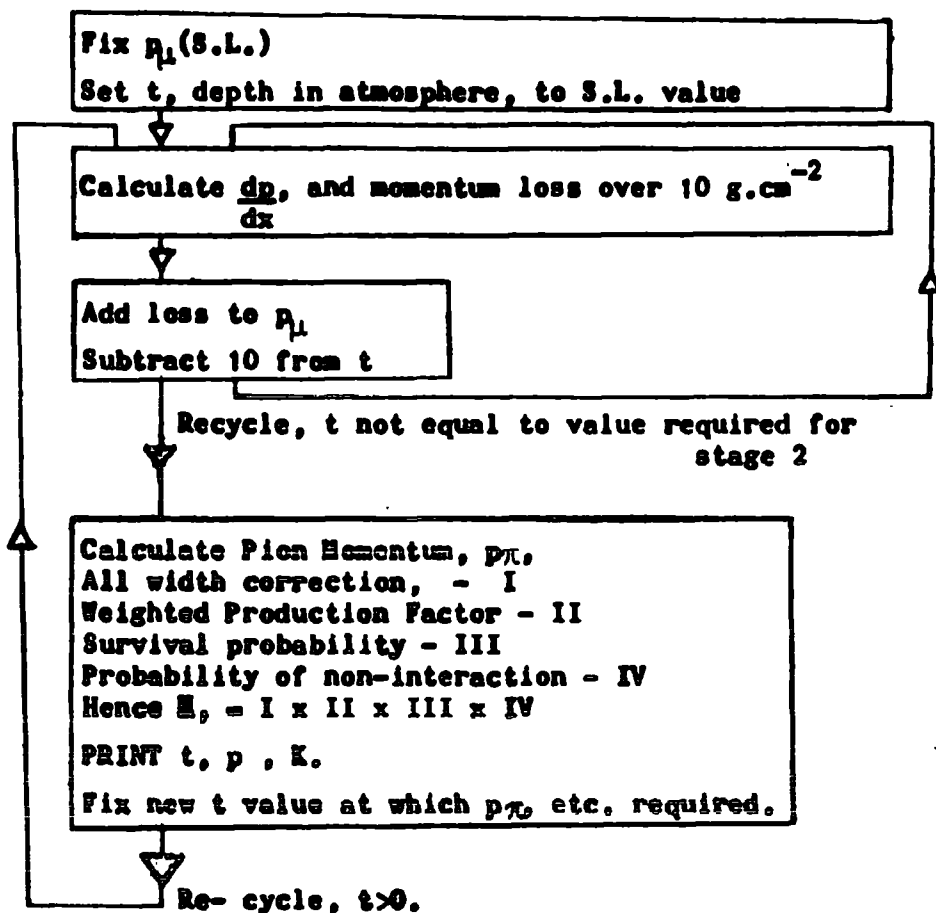 Fix pμ(S.L.)
Set t, depth in atmosphere, to S.L. value
Calculate dp/dx, and momentum loss over 10 g.cm⁻²
Add loss to pμ
Subtract 10 from t
Recycle, t not equal to value required for
stage 2
Calculate Pion Momentum, pπ,
All width correction, - I
Weighted Production Factor - II
Survival probability - III
Probability of non-interaction - IV
Hence K, = I x II x III x IV
PRINT t, p , K.
Fix new t value at which pπ, etc. required.
Re- cycle, t>0.